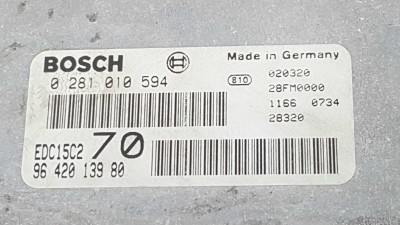 BOSCH
Made in Germany
0 281 010 594
B10
020320
28FM0000
1166 0734
28320
EDC15C2 70
96 420 139 80